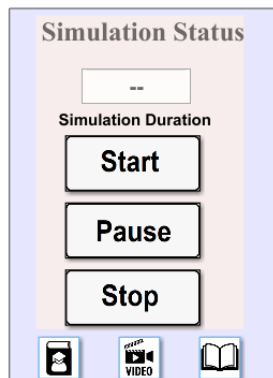 Simulation Status
--
Simulation Duration
Start
Pause
Stop
VIDEO